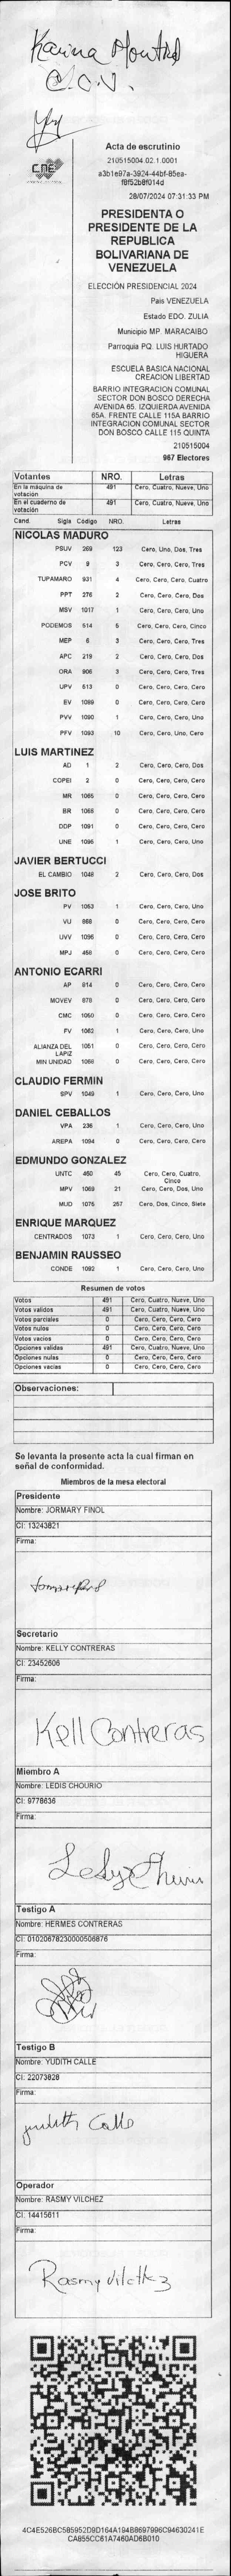 Karina Montiel
C.O.V.
CNE
Acta de escrutinio
210515004.02.1.0001
a3b1e97a-3924-44bf-85ea-
f8f52b8f014d
28/07/2024 07:31:33 PM
PRESIDENTA O
PRESIDENTE DE LA
REPUBLICA
BOLIVARIANA DE
VENEZUELA
ELECCIÓN PRESIDENCIAL 2024
Pais VENEZUELA
Estado EDO. ZULIA
Municipio MP. MARACAIBO
Parroquia PQ. LUIS HURTADO
HIGUERA
ESCUELA BASICA NACIONAL
CREACION LIBERTAD
BARRIO INTEGRACION COMUNAL
SECTOR DON BOSCO DERECHA
AVENIDA 65. IZQUIERDA AVENIDA
65A. FRENTE CALLE 115A BARRIO
INTEGRACION COMUNAL SECTOR
DON BOSCO CALLE 115 QUINTA
210515004
967 Electores
Votantes NRO. Letras
En la máquina de votación 491 Cero, Cuatro, Nueve, Uno
En el cuaderno de votación 491 Cero, Cuatro, Nueve, Uno
Cand. Sigla Código NRO. Letras
NICOLAS MADURO
PSUV 269 123 Cero, Uno, Dos, Tres
PCV 9 3 Cero, Cero, Cero, Tres
TUPAMARO 931 4 Cero, Cero, Cero, Cuatro
PPT 276 2 Cero, Cero, Cero, Dos
MSV 1017 1 Cero, Cero, Cero, Uno
PODEMOS 514 5 Cero, Cero, Cero, Cinco
MEP 6 3 Cero, Cero, Cero, Tres
APC 219 2 Cero, Cero, Cero, Dos
ORA 906 3 Cero, Cero, Cero, Tres
UPV 613 0 Cero, Cero, Cero, Cero
EV 1089 0 Cero, Cero, Cero, Cero
PVV 1090 1 Cero, Cero, Cero, Uno
PFV 1093 10 Cero, Cero, Uno, Cero
LUIS MARTINEZ
AD 1 2 Cero, Cero, Cero, Dos
COPEI 2 0 Cero, Cero, Cero, Cero
MR 1065 0 Cero, Cero, Cero, Cero
BR 1068 0 Cero, Cero, Cero, Cero
DDP 1091 0 Cero, Cero, Cero, Cero
UNE 1095 1 Cero, Cero, Cero, Uno
JAVIER BERTUCCI
EL CAMBIO 1048 2 Cero, Cero, Cero, Dos
JOSE BRITO
PV 1053 1 Cero, Cero, Cero, Uno
VU 868 0 Cero, Cero, Cero, Cero
UVV 1096 0 Cero, Cero, Cero, Cero
MPJ 458 0 Cero, Cero, Cero, Cero
ANTONIO ECARRI
AP 814 0 Cero, Cero, Cero, Cero
MOVEV 878 0 Cero, Cero, Cero, Cero
CMC 1050 0 Cero, Cero, Cero, Cero
FV 1062 1 Cero, Cero, Cero, Uno
ALIANZA DEL LAPIZ 1051 0 Cero, Cero, Cero, Cero
MIN UNIDAD 1066 0 Cero, Cero, Cero, Cero
CLAUDIO FERMIN
SPV 1049 1 Cero, Cero, Cero, Uno
DANIEL CEBALLOS
VPA 236 1 Cero, Cero, Cero, Uno
AREPA 1094 0 Cero, Cero, Cero, Cero
EDMUNDO GONZALEZ
UNTC 460 45 Cero, Cero, Cuatro, Cinco
MPV 1069 21 Cero, Cero, Dos, Uno
MUD 1075 257 Cero, Dos, Cinco, Siete
ENRIQUE MARQUEZ
CENTRADOS 1073 1 Cero, Cero, Cero, Uno
BENJAMIN RAUSSEO
CONDE 1092 1 Cero, Cero, Cero, Uno
Resumen de votos
Votos 491 Cero, Cuatro, Nueve, Uno
Votos validos 491 Cero, Cuatro, Nueve, Uno
Votos parciales 0 Cero, Cero, Cero, Cero
Votos nulos 0 Cero, Cero, Cero, Cero
Votos vacios 0 Cero, Cero, Cero, Cero
Opciones validas 491 Cero, Cuatro, Nueve, Uno
Opciones nulas 0 Cero, Cero, Cero, Cero
Opciones vacias 0 Cero, Cero, Cero, Cero
Observaciones:
Se levanta la presente acta la cual firman en
señal de conformidad.
Miembros de la mesa electoral
Presidente
Nombre: JORMARY FINOL
CI: 13243821
Firma:
Secretario
Nombre: KELLY CONTRERAS
CI: 23452606
Firma:
Kell Contreras
Miembro A
Nombre: LEDIS CHOURIO
CI: 9778636
Firma:
Testigo A
Nombre: HERMES CONTRERAS
CI: 01020678230000506876
Firma:
Testigo B
Nombre: YUDITH CALLE
CI: 22073828
Firma:
judith Calle
Operador
Nombre: RASMY VILCHEZ
CI: 14415611
Firma:
Rasmy Vilchez
4C4E526BC585952D9D164A194B8697996C94630241E
CA855CC61A7460AD6B010